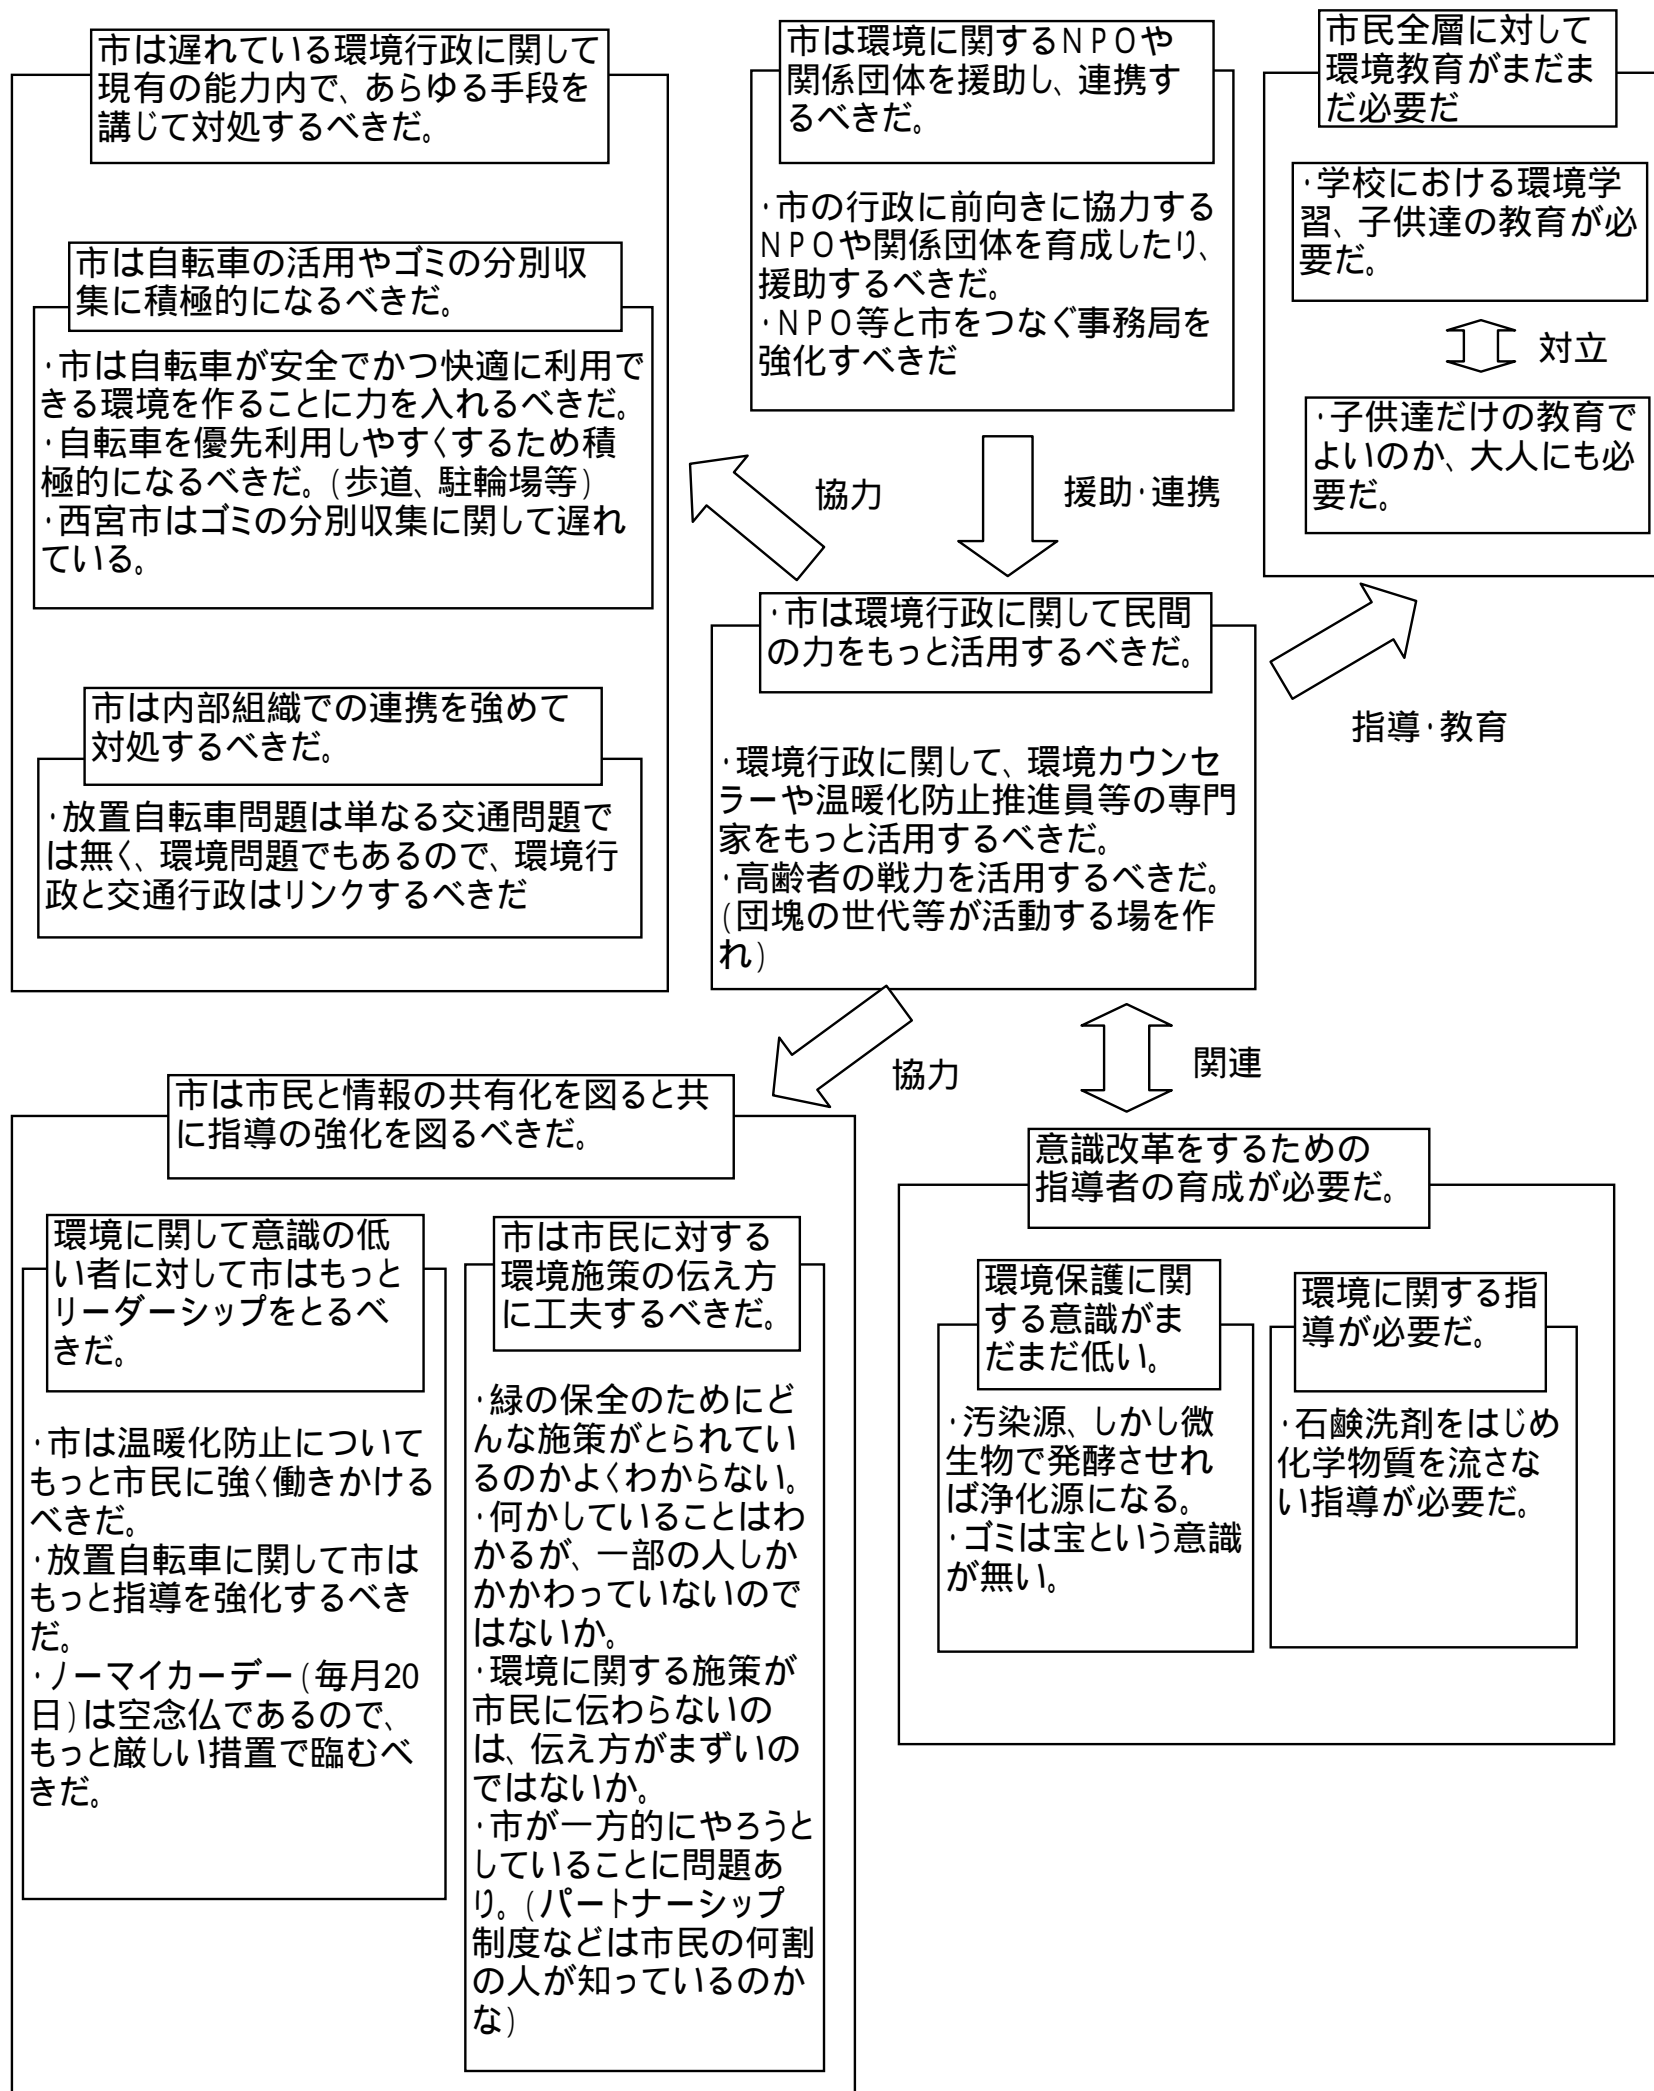 市は遅れている環境行政に関して
現有の能力内で、あらゆる手段を
講じて対処するべきだ。
市は自転車の活用やゴミの分別収
集に積極的になるべきだ。
・市は自転車が安全でかつ快適に利用で
きる環境を作ることに力を入れるべきだ。
・自転車を優先利用しやすくするため積
極的になるべきだ。(歩道、駐輪場等)
・西宮市はゴミの分別収集に関して遅れ
ている。
市は内部組織での連携を強めて
対処するべきだ。
・放置自転車問題は単なる交通問題で
は無く、環境問題でもあるので、環境行
政と交通行政はリンクするべきだ
市は環境に関するNPOや
関係団体を援助し、連携す
るべきだ。
・市の行政に前向きに協力する
NPOや関係団体を育成したり、
援助するべきだ。
・NPO等と市をつなぐ事務局を
強化すべきだ
市民全層に対して
環境教育がまだま
だ必要だ
・学校における環境学
習、子供達の教育が必
要だ。
対立
・子供達だけの教育で
よいのか、大人にも必
要だ。
協力
援助・連携
・市は環境行政に関して民間
の力をもっと活用するべきだ。
・環境行政に関して、環境カウンセ
ラーや温暖化防止推進員等の専門
家をもっと活用するべきだ。
・高齢者の戦力を活用するべきだ。
(団塊の世代等が活動する場を作
れ)
指導・教育
協力
関連
市は市民と情報の共有化を図ると共
に指導の強化を図るべきだ。
環境に関して意識の低
い者に対して市はもっと
リーダーシップをとるべ
きだ。
・市は温暖化防止について
もっと市民に強く働きかける
べきだ。
・放置自転車に関して市は
もっと指導を強化するべき
だ。
・ノーマイカーデー(毎月20
日)は空念仏であるので、
もっと厳しい措置で臨むべ
きだ。
市は市民に対する
環境施策の伝え方
に工夫するべきだ。
・緑の保全のためにど
んな施策がとられてい
るのかよくわからない。
・何かしていることはわ
かるが、一部の人しか
かかわっていないので
はないか。
・環境に関する施策が
市民に伝わらないの
は、伝え方がまずいの
ではないか。
・市が一方的にやろうと
していることに問題あ
り。(パートナーシップ
制度などは市民の何割
の人が知っているのか
な)
意識改革をするための
指導者の育成が必要だ。
環境保護に関
する意識がま
だまだ低い。
・汚染源、しかし微
生物で発酵させれ
ば浄化源になる。
・ゴミは宝という意識
が無い。
環境に関する指
導が必要だ。
・石鹸洗剤をはじめ
化学物質を流さな
い指導が必要だ。